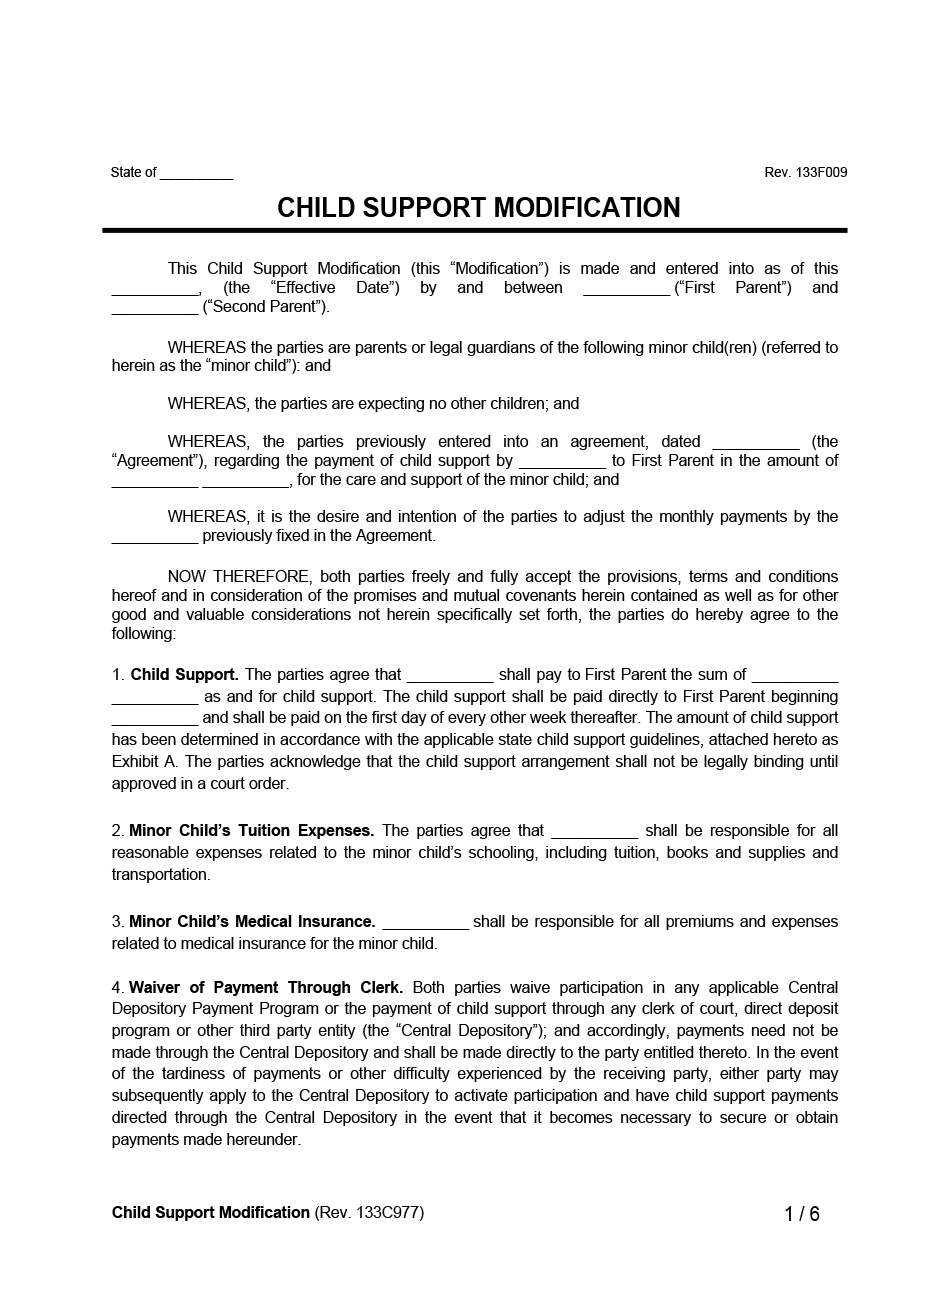 State of __________ Rev. 133F009
CHILD SUPPORT MODIFICATION
This Child Support Modification (this “Modification”) is made and entered into as of this
__________, (the “Effective Date”) by and between __________ (“First Parent”) and
__________ (“Second Parent”).
WHEREAS the parties are parents or legal guardians of the following minor child(ren) (referred to
herein as the “minor child”): and
WHEREAS, the parties are expecting no other children; and
WHEREAS, the parties previously entered into an agreement, dated __________ (the
“Agreement”), regarding the payment of child support by __________ to First Parent in the amount of
__________ __________, for the care and support of the minor child; and
WHEREAS, it is the desire and intention of the parties to adjust the monthly payments by the
__________ previously fixed in the Agreement.
NOW THEREFORE, both parties freely and fully accept the provisions, terms and conditions
hereof and in consideration of the promises and mutual covenants herein contained as well as for other
good and valuable considerations not herein specifically set forth, the parties do hereby agree to the
following:
1. Child Support. The parties agree that __________ shall pay to First Parent the sum of __________
__________ as and for child support. The child support shall be paid directly to First Parent beginning
__________ and shall be paid on the first day of every other week thereafter. The amount of child support
has been determined in accordance with the applicable state child support guidelines, attached hereto as
Exhibit A. The parties acknowledge that the child support arrangement shall not be legally binding until
approved in a court order.
2. Minor Child’s Tuition Expenses. The parties agree that __________ shall be responsible for all
reasonable expenses related to the minor child’s schooling, including tuition, books and supplies and
transportation.
3. Minor Child’s Medical Insurance. __________ shall be responsible for all premiums and expenses
related to medical insurance for the minor child.
4. Waiver of Payment Through Clerk. Both parties waive participation in any applicable Central
Depository Payment Program or the payment of child support through any clerk of court, direct deposit
program or other third party entity (the “Central Depository”); and accordingly, payments need not be
made through the Central Depository and shall be made directly to the party entitled thereto. In the event
of the tardiness of payments or other difficulty experienced by the receiving party, either party may
subsequently apply to the Central Depository to activate participation and have child support payments
directed through the Central Depository in the event that it becomes necessary to secure or obtain
payments made hereunder.
Child Support Modification (Rev. 133C977) 1 / 6